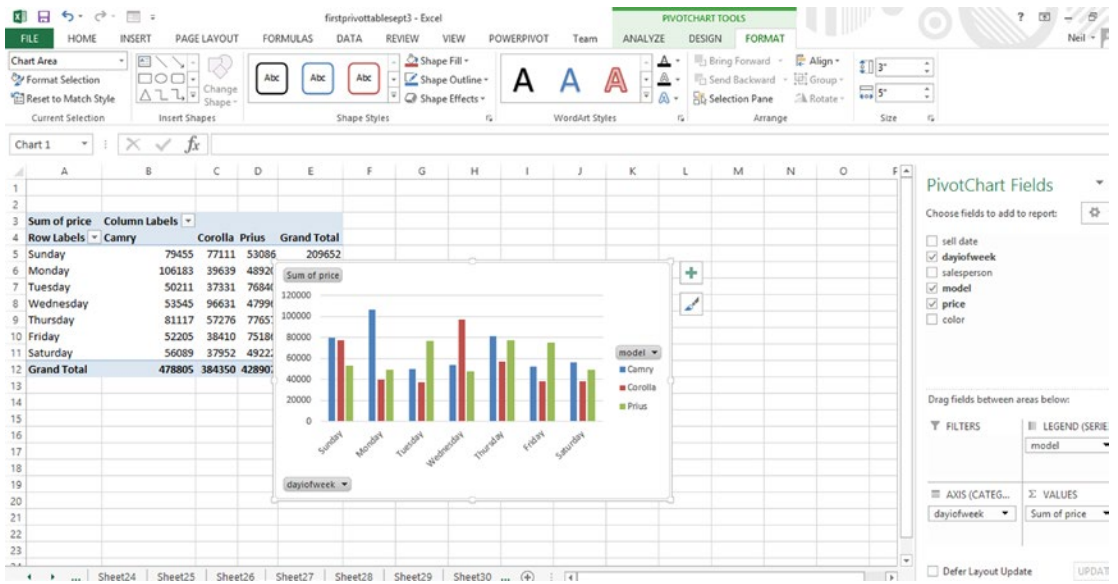 firstprivottablesept3 - Excel
PIVOTCHART TOOLS
?
FILE HOME INSERT PAGE LAYOUT FORMULAS DATA REVIEW VIEW POWERPIVOT Team ANALYZE DESIGN FORMAT Neil
Chart Area
Format Selection
Reset to Match Style
Current Selection
Change
Shape
Insert Shapes
Abc Abc Abc
Shape Fill
Shape Outline
Shape Effects
Shape Styles
A A A
WordArt Styles
Bring Forward
Send Backward
Selection Pane
Align
Group
Rotate
Arrange
3"
5"
Size
Chart 1 fx
A B C D E F G H I J K L M N O
1
2
3 Sum of price Column Labels
4 Row Labels Camry Corolla Prius Grand Total
5 Sunday 79455 77111 53086 209652
6 Monday 106183 39639 4892
7 Tuesday 50211 37331 7684
8 Wednesday 53545 96631 4799
9 Thursday 81117 57276 7765
10 Friday 52205 38410 7518
11 Saturday 56089 37952 4922
12 Grand Total 478805 384350 42890
13
14
15
16
17
18
19
20
21
22
23
Sum of price
120000
100000
80000
60000
40000
20000
0
Sunday Monday Tuesday Wednesday Thursday Friday Saturday
model
Camry
Corolla
Prius
dayiofweek
PivotChart Fields
Choose fields to add to report:
sell date
dayiofweek
salesperson
model
price
color
Drag fields between areas below:
FILTERS
LEGEND (SERIE
model
AXIS (CATEG...
dayiofweek
Σ VALUES
Sum of price
Defer Layout Update
UPDAT
... Sheet24 Sheet25 Sheet26 Sheet27 Sheet28 Sheet29 Sheet30 ...